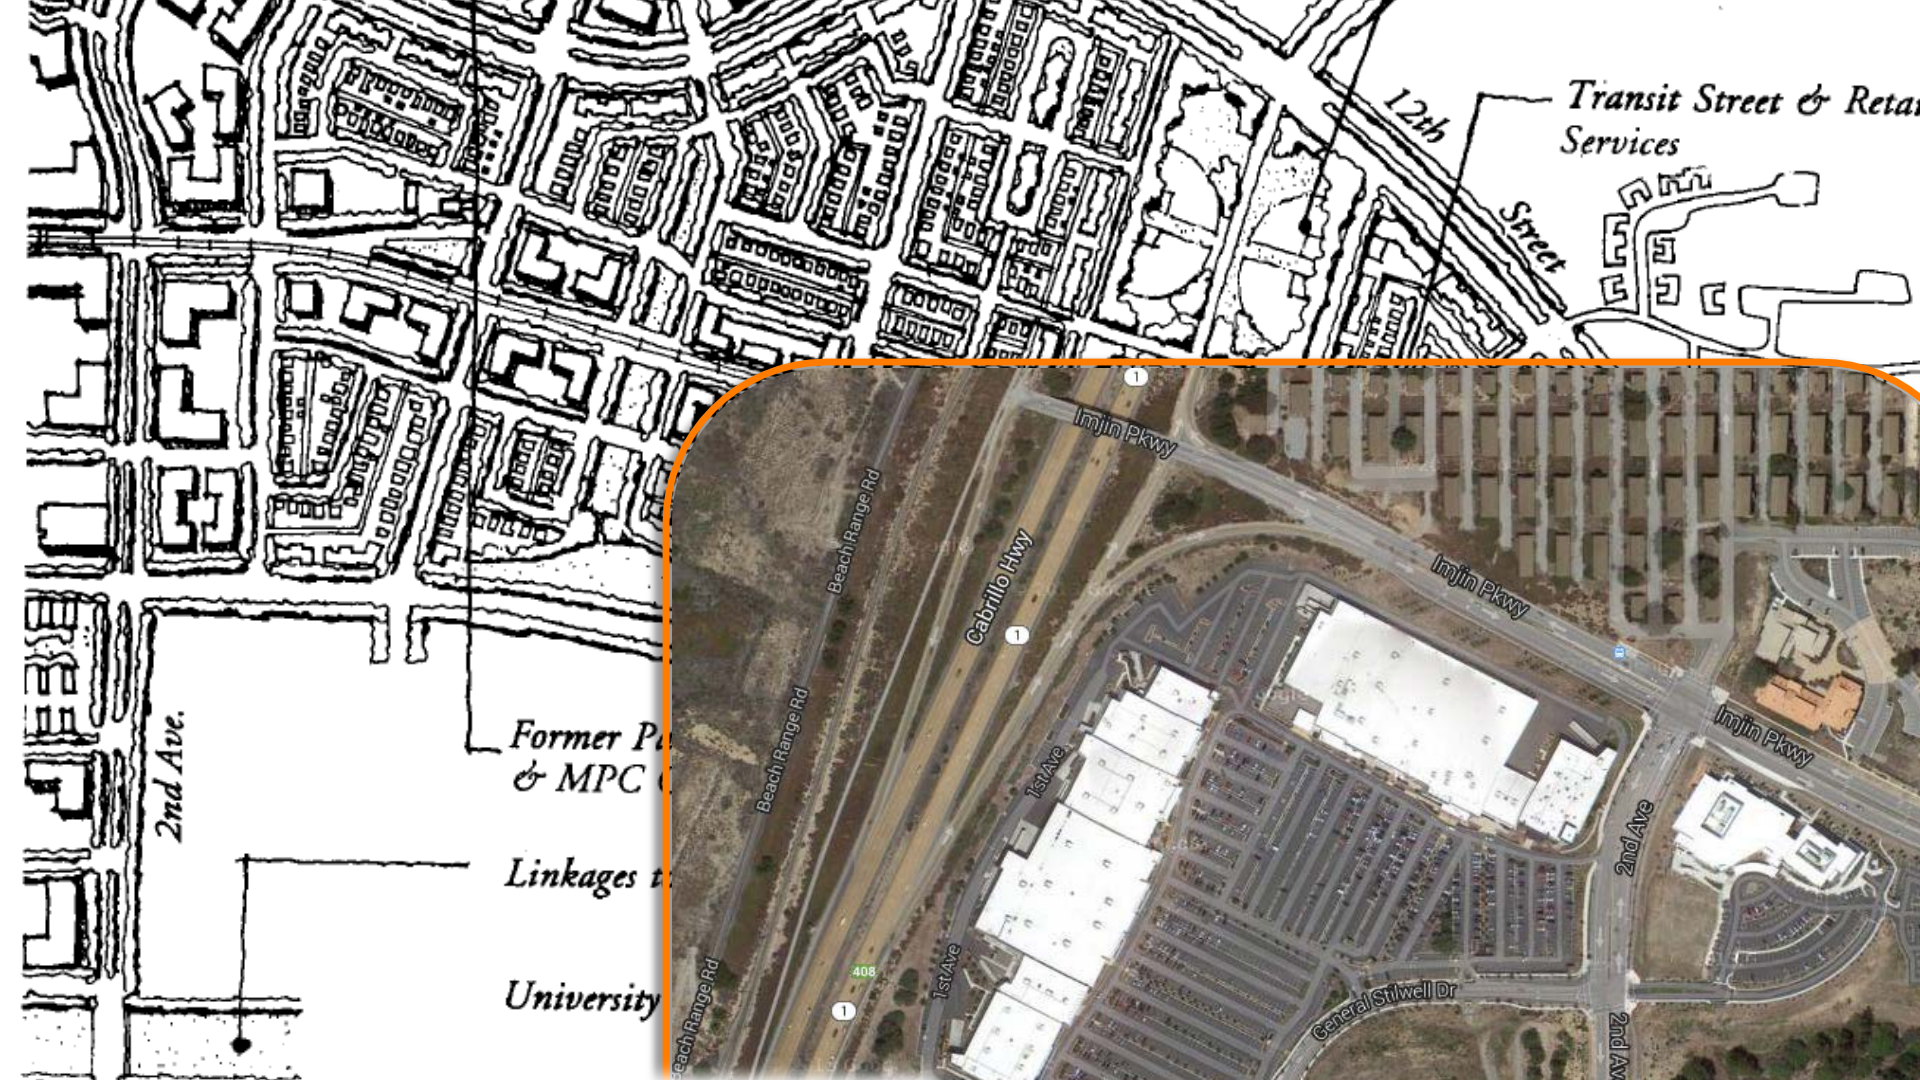 12th
Street
Transit Street & Retai
Services
2nd Ave.
Former P
& MPC
Linkages t
University
1
Imjin Pkwy
Beach Range Rd
Cabrillo Hwy
Imjin Pkwy
1
Beach Range Rd
1st Ave
Imjin Pkwy
2nd Ave
Beach Range Rd
1st Ave
408
1
General Stilwell Dr
2nd Av